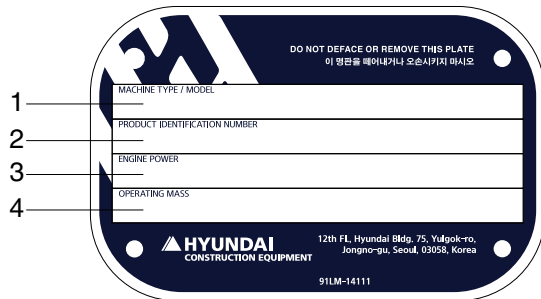 DO NOT DEFACE OR REMOVE THIS PLATE
이 명판을 떼어내거나 오손시키지 마시오
1 MACHINE TYPE / MODEL
2 PRODUCT IDENTIFICATION NUMBER
3 ENGINE POWER
4 OPERATING MASS
HYUNDAI
CONSTRUCTION EQUIPMENT
12th Fl., Hyundai Bldg. 75, Yulgok-ro,
Jongno-gu, Seoul, 03058, Korea
91LM-14111